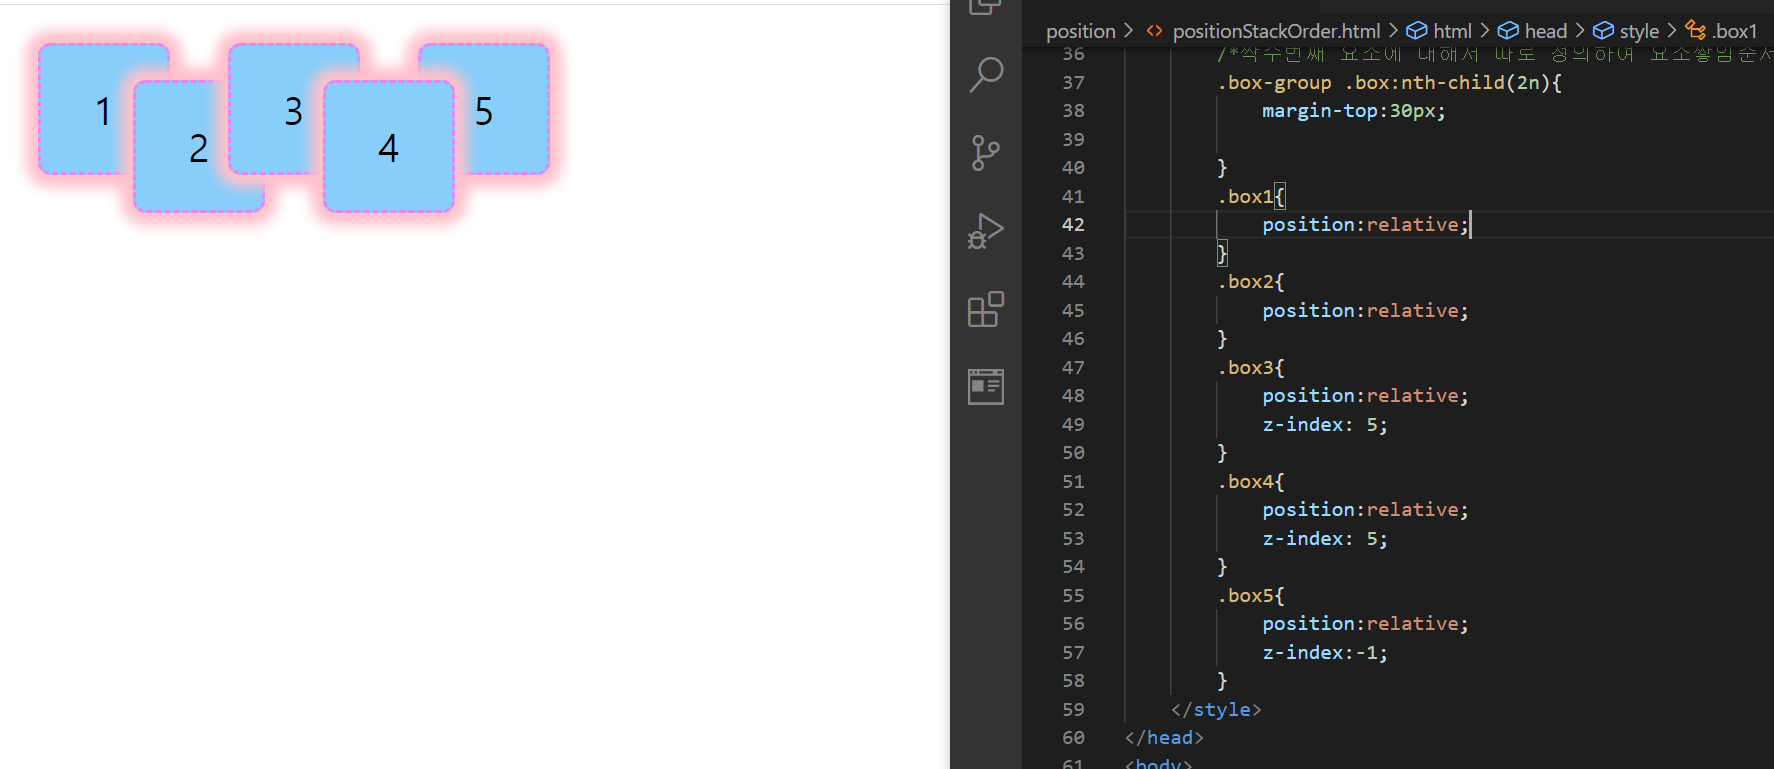 1
2
3
4
5
position > positionStackOrder.html > html > head > style > .box1
36 /*짝수번째 요소에 대해서 따로 정의하여 요소쌓임순서
37 .box-group .box:nth-child(2n){
38 margin-top:30px;
39
40 }
41 .box1{
42 position:relative;
43 }
44 .box2{
45 position:relative;
46 }
47 .box3{
48 position:relative;
49 z-index: 5;
50 }
51 .box4{
52 position:relative;
53 z-index: 5;
54 }
55 .box5{
56 position:relative;
57 z-index:-1;
58 }
59 </style>
60 </head>
61 <body>